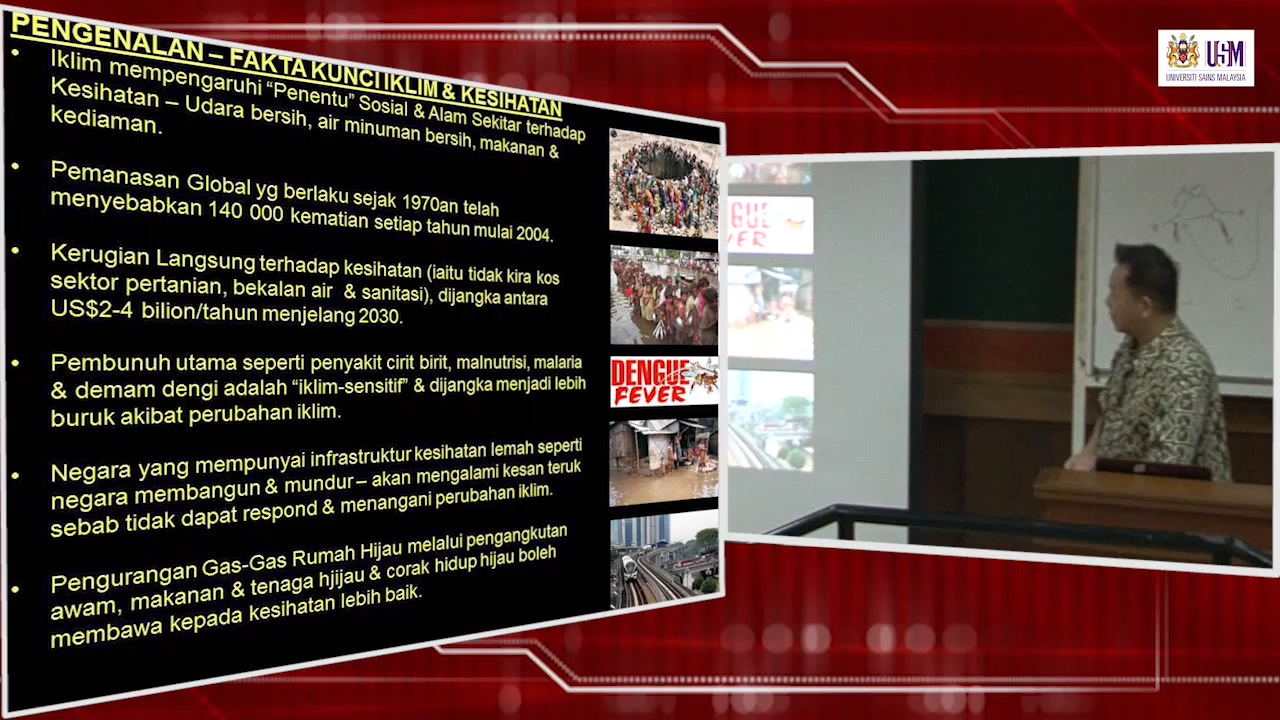 PENGENALAN – FAKTA KUNCI IKLIM & KESIHATAN
• Iklim mempengaruhi “Penentu” Sosial & Alam Sekitar terhadap
Kesihatan – Udara bersih, air minuman bersih, makanan &
kediaman.
• Pemanasan Global yg berlaku sejak 1970an telah
menyebabkan 140 000 kematian setiap tahun mulai 2004.
• Kerugian Langsung terhadap kesihatan (iaitu tidak kira kos
sektor pertanian, bekalan air & sanitasi), dijangka antara
US$2-4 bilion/tahun menjelang 2030.
• Pembunuh utama seperti penyakit cirit birit, malnutrisi, malaria
& demam dengi adalah “iklim-sensitif” & dijangka menjadi lebih
buruk akibat perubahan iklim.
• Negara yang mempunyai infrastruktur kesihatan lemah seperti
negara membangun & mundur – akan mengalami kesan teruk
sebab tidak dapat respond & menangani perubahan iklim.
• Pengurangan Gas-Gas Rumah Hijau melalui pengangkutan
awam, makanan & tenaga hjijau & corak hidup hijau boleh
membawa kepada kesihatan lebih baik.
DENGUE
FEVER
GUE
VER
USM
UNIVERSITI SAINS MALAYSIA